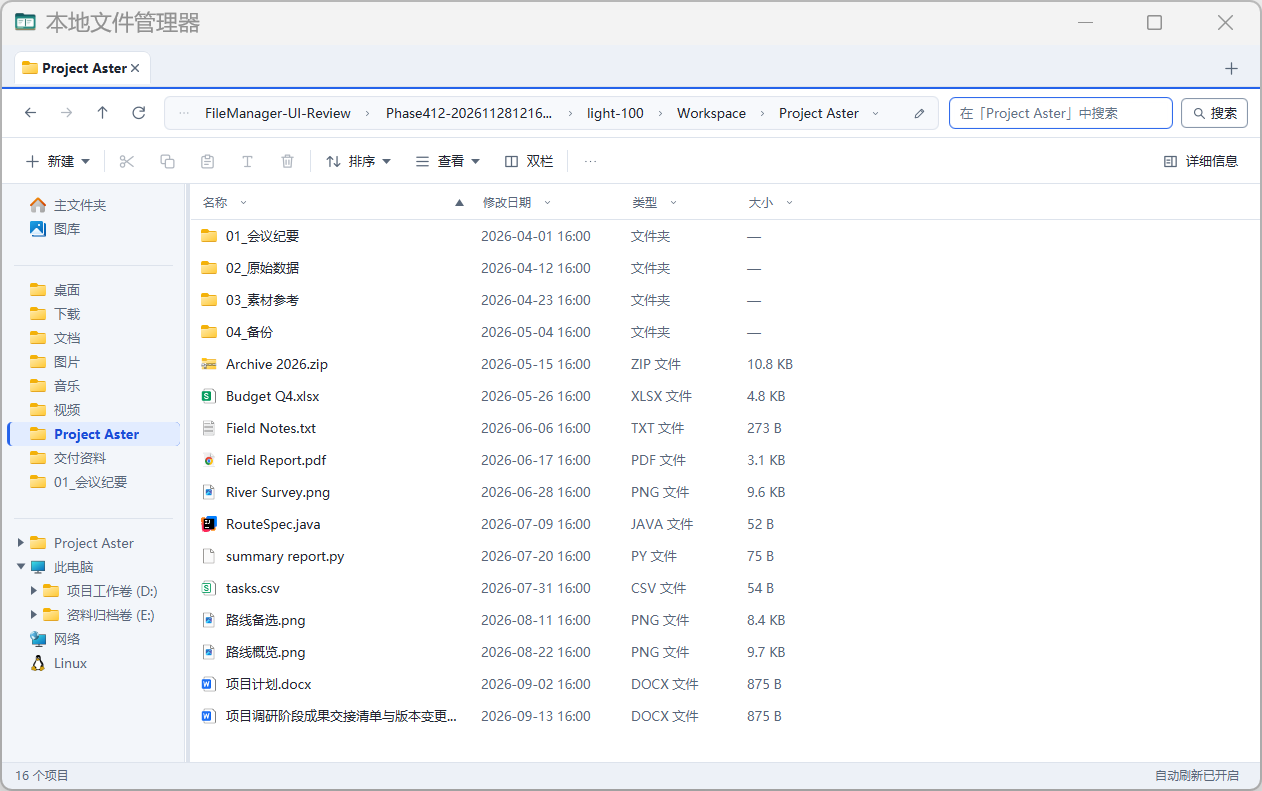 本地文件管理器
Project Aster
FileManager-UI-Review › Phase412-202611281216... › light-100 › Workspace › Project Aster
在「Project Aster」中搜索
搜索
新建 排序 查看 双栏 ... 详细信息
主文件夹
图库
桌面
下载
文档
图片
音乐
视频
Project Aster
交付资料
01_会议纪要
Project Aster
此电脑
项目工作卷 (D:)
资料归档卷 (E:)
网络
Linux
名称 修改日期 类型 大小
01_会议纪要 2026-04-01 16:00 文件夹 —
02_原始数据 2026-04-12 16:00 文件夹 —
03_素材参考 2026-04-23 16:00 文件夹 —
04_备份 2026-05-04 16:00 文件夹 —
Archive 2026.zip 2026-05-15 16:00 ZIP 文件 10.8 KB
Budget Q4.xlsx 2026-05-26 16:00 XLSX 文件 4.8 KB
Field Notes.txt 2026-06-06 16:00 TXT 文件 273 B
Field Report.pdf 2026-06-17 16:00 PDF 文件 3.1 KB
River Survey.png 2026-06-28 16:00 PNG 文件 9.6 KB
RouteSpec.java 2026-07-09 16:00 JAVA 文件 52 B
summary report.py 2026-07-20 16:00 PY 文件 75 B
tasks.csv 2026-07-31 16:00 CSV 文件 54 B
路线备选.png 2026-08-11 16:00 PNG 文件 8.4 KB
路线概览.png 2026-08-22 16:00 PNG 文件 9.7 KB
项目计划.docx 2026-09-02 16:00 DOCX 文件 875 B
项目调研阶段成果交接清单与版本变更... 2026-09-13 16:00 DOCX 文件 875 B
16 个项目
自动刷新已开启